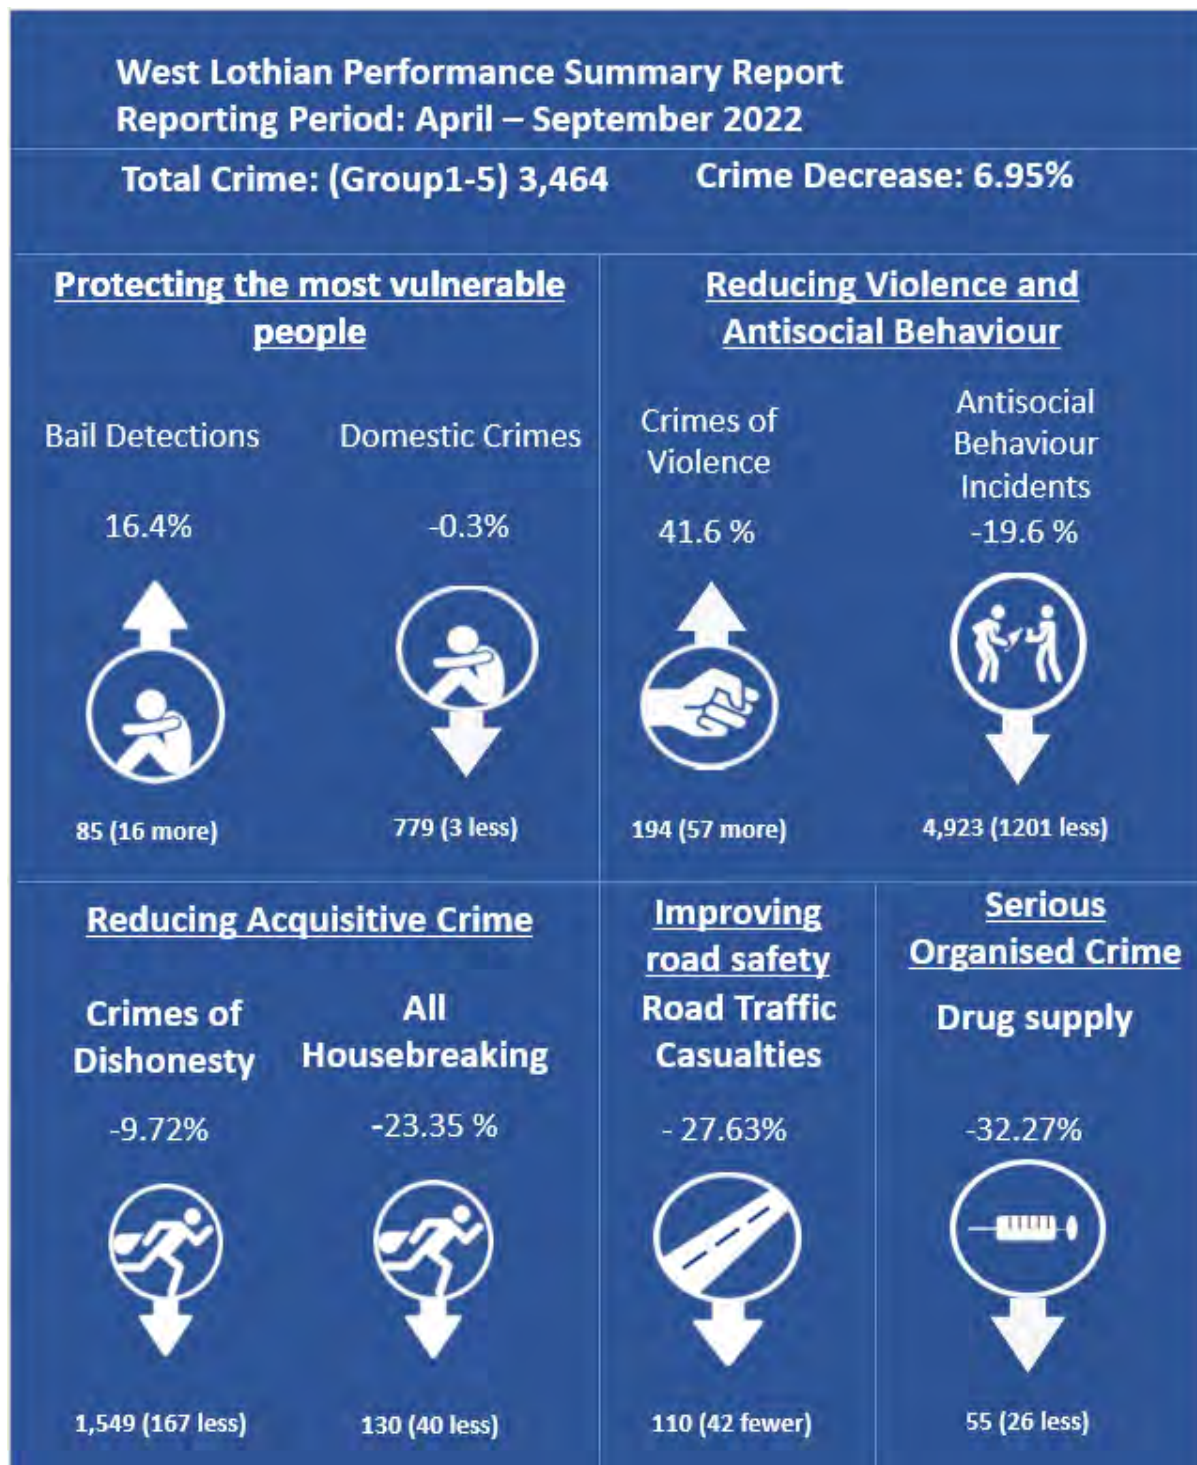 West Lothian Performance Summary Report
Reporting Period: April – September 2022
Total Crime: (Group1-5) 3,464
Crime Decrease: 6.95%
Protecting the most vulnerable
people
Bail Detections
16.4%
85 (16 more)
Domestic Crimes
-0.3%
779 (3 less)
Reducing Violence and
Antisocial Behaviour
Crimes of
Violence
41.6 %
194 (57 more)
Antisocial
Behaviour
Incidents
-19.6 %
4,923 (1201 less)
Reducing Acquisitive Crime
Crimes of
Dishonesty
-9.72%
1,549 (167 less)
All
Housebreaking
-23.35 %
130 (40 less)
Improving
road safety
Road Traffic
Casualties
- 27.63%
110 (42 fewer)
Serious
Organised Crime
Drug supply
-32.27%
55 (26 less)